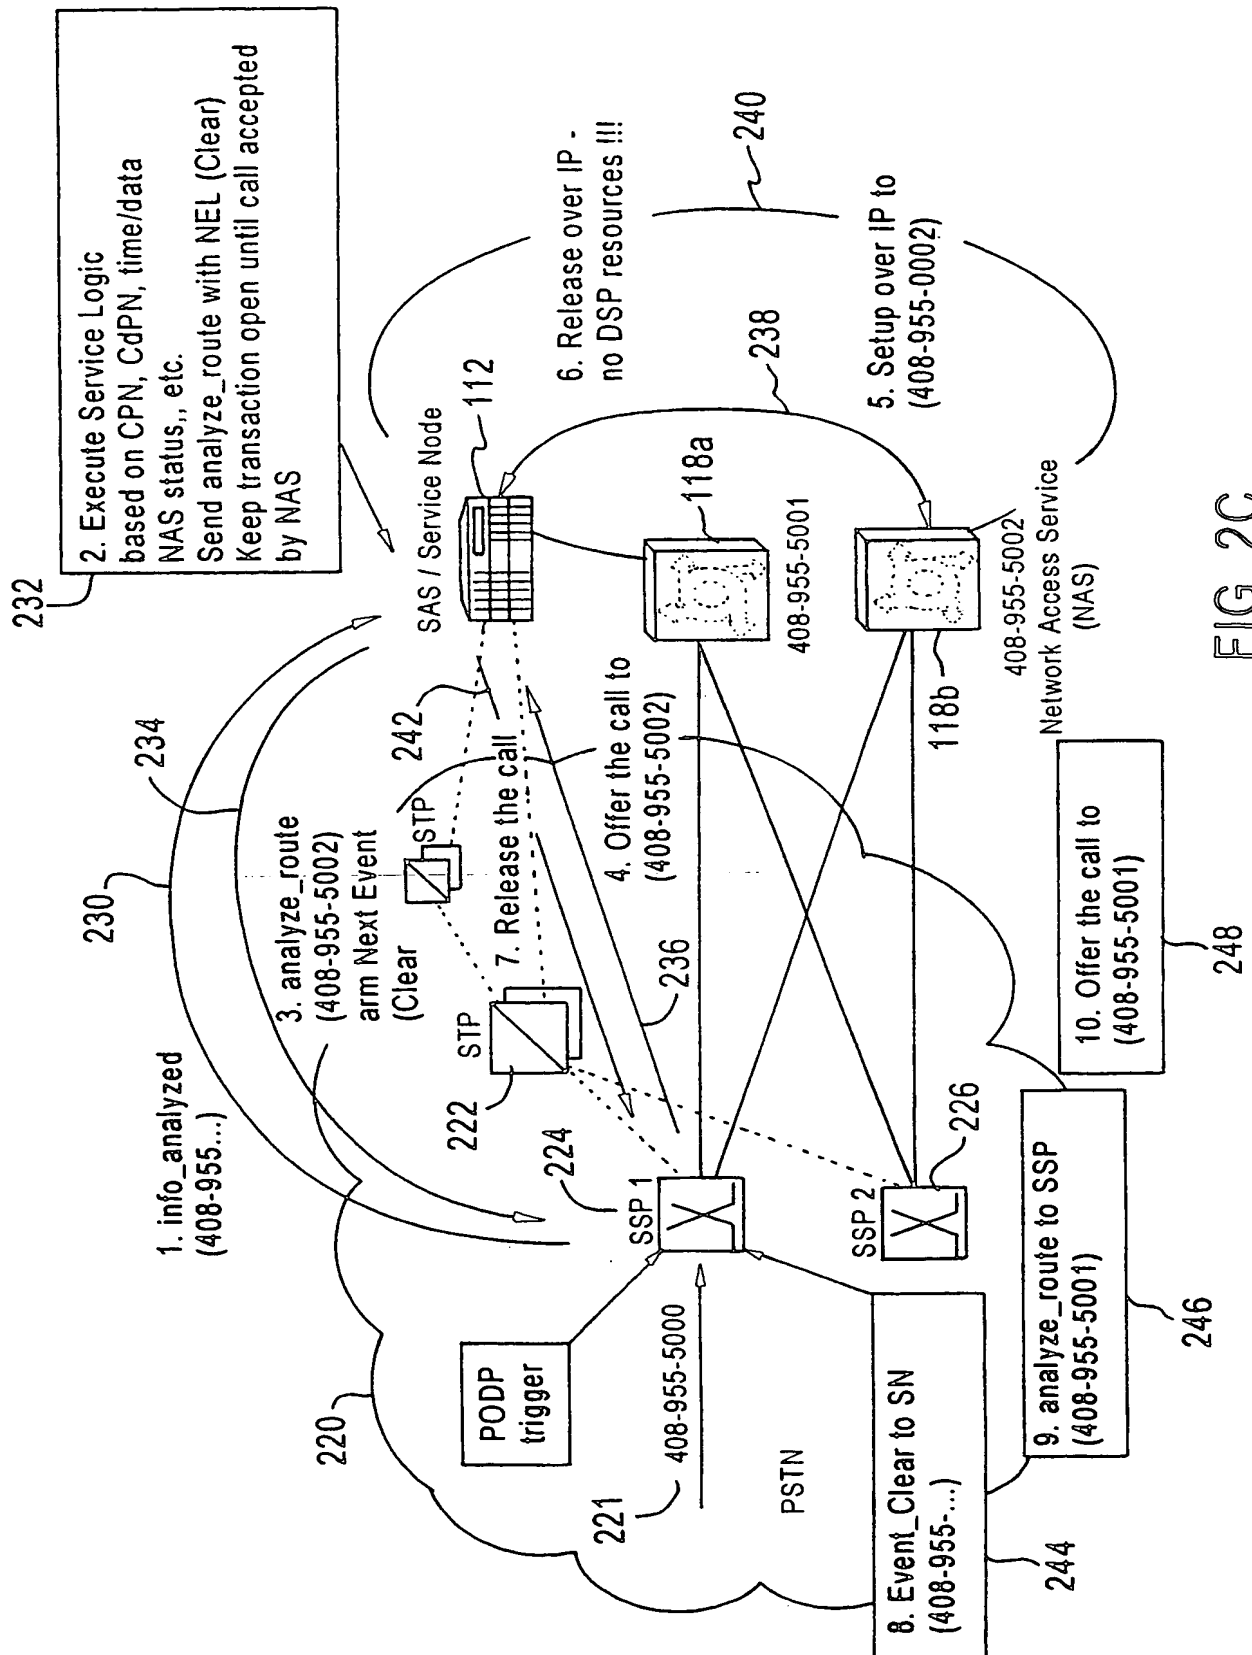 232
2. Execute Service Logic
based on CPN, CdPN, time/data
NAS status,, etc.
Send analyze_route with NEL (Clear)
Keep transaction open until call accepted
by NAS
230
234
1. info_analyzed
(408-955...)
3. analyze_route
(408-955-5002)
arm Next Event
(Clear
STP
STP
222
242
7. Release the call
SAS / Service Node
112
6. Release over IP -
no DSP resources !!!
240
238
5. Setup over IP to
(408-955-0002)
4. Offer the call to
(408-955-5002)
236
118a
408-955-5001
118b
408-955-5002
Network Access Service
(NAS)
220
PODP
trigger
224
SSP 1
221
408-955-5000
PSTN
SSP 2
226
8. Event_Clear to SN
(408-955-...)
244
9. analyze_route to SSP
(408-955-5001)
246
10. Offer the call to
(408-955-5001)
248
FIG. 2C